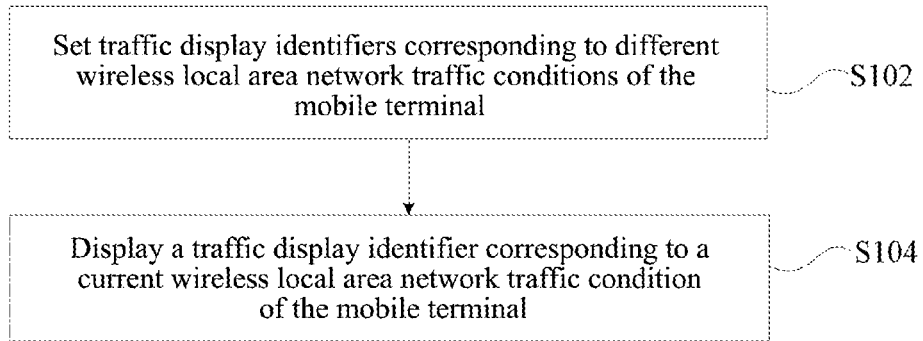 Set traffic display identifiers corresponding to different
wireless local area network traffic conditions of the
mobile terminal
S102
Display a traffic display identifier corresponding to a
current wireless local area network traffic condition
of the mobile terminal
S104